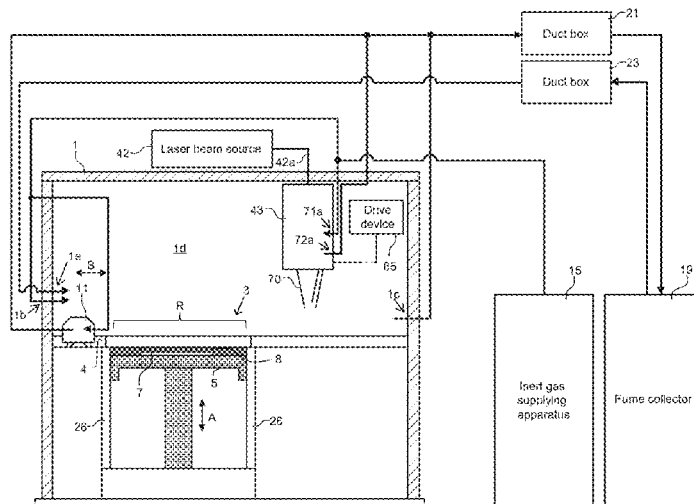 21
Duct box
23
Duct box
42
Laser beam source
42a
1
43
71a
Drive device
72a
65
1d
1a
B
70
3
15
19
1b
11
R
1c
4
8
7
5
Inert gas supplying apparatus
Fume collector
A
26
26